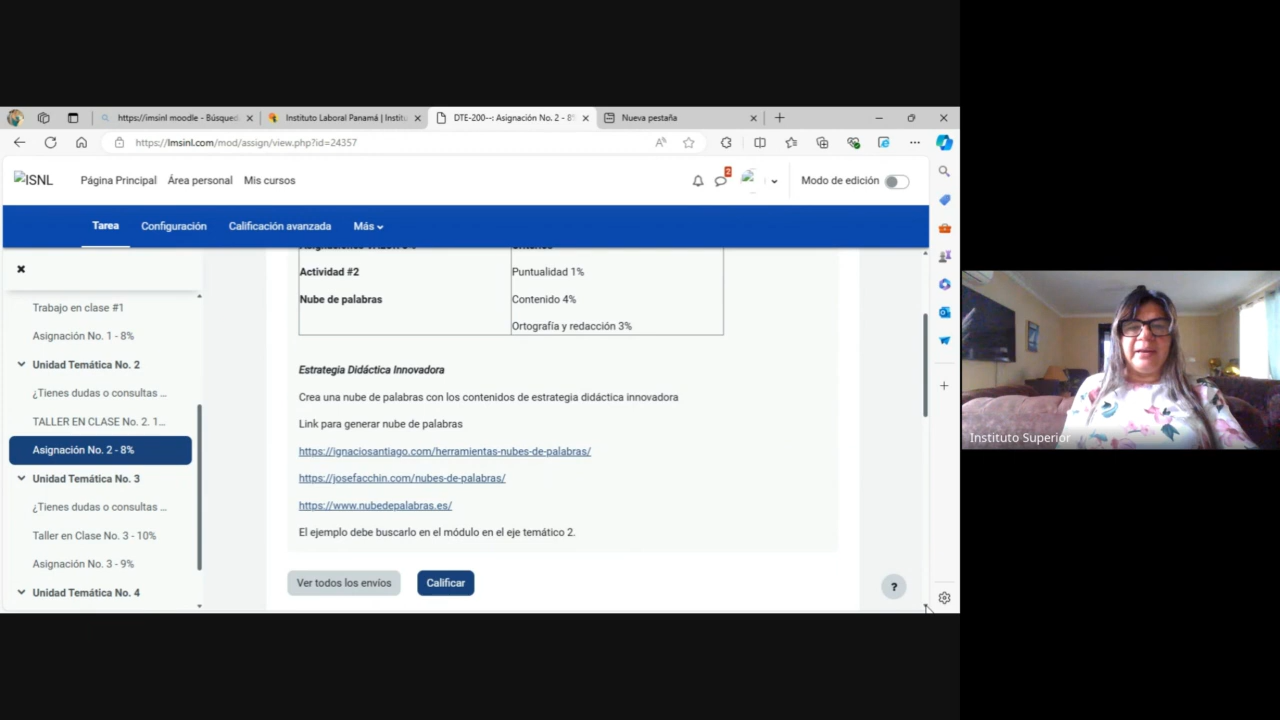 https://imsinl moodle - Búsqued
Instituto Laboral Panamá | Institu
DTE-200--: Asignación No. 2 - 8%
Nueva pestaña
https://lmsinl.com/mod/assign/view.php?id=24357
ISNL
Página Principal
Área personal
Mis cursos
2
Modo de edición
Tarea
Configuración
Calificación avanzada
Más
Actividad #2
Puntualidad 1%
Nube de palabras
Contenido 4%
Ortografía y redacción 3%
Trabajo en clase #1
Asignación No. 1 - 8%
Unidad Temática No. 2
¿Tienes dudas o consultas ...
TALLER EN CLASE No. 2. 1...
Asignación No. 2 - 8%
Unidad Temática No. 3
¿Tienes dudas o consultas ...
Taller en Clase No. 3 - 10%
Asignación No. 3 - 9%
Unidad Temática No. 4
Estrategia Didáctica Innovadora
Crea una nube de palabras con los contenidos de estrategia didáctica innovadora
Link para generar nube de palabras
https://ignaciosantiago.com/herramientas-nubes-de-palabras/
https://josefacchin.com/nubes-de-palabras/
https://www.nubedepalabras.es/
El ejemplo debe buscarlo en el módulo en el eje temático 2.
Ver todos los envíos
Calificar
?
Instituto Superior